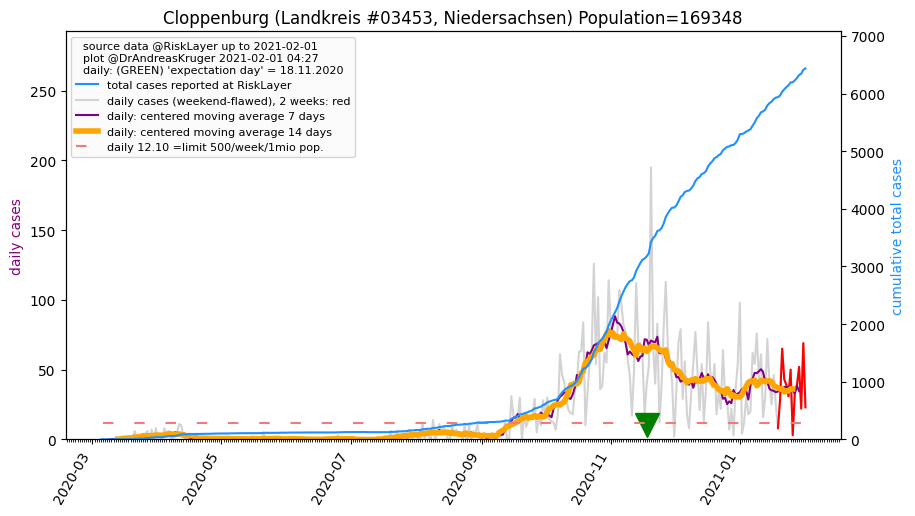 Cloppenburg (Landkreis #03453, Niedersachsen) Population=169348
source data @RiskLayer up to 2021-02-01
plot @DrAndreasKruger 2021-02-01 04:27
daily: (GREEN) 'expectation day' = 18.11.2020
total cases reported at RiskLayer
daily cases (weekend-flawed), 2 weeks: red
daily: centered moving average 7 days
daily: centered moving average 14 days
daily 12.10 =limit 500/week/1mio pop.
daily cases
250
200
150
100
50
0
cumulative total cases
7000
6000
5000
4000
3000
2000
1000
0
2020-03
2020-05
2020-07
2020-09
2020-11
2021-01